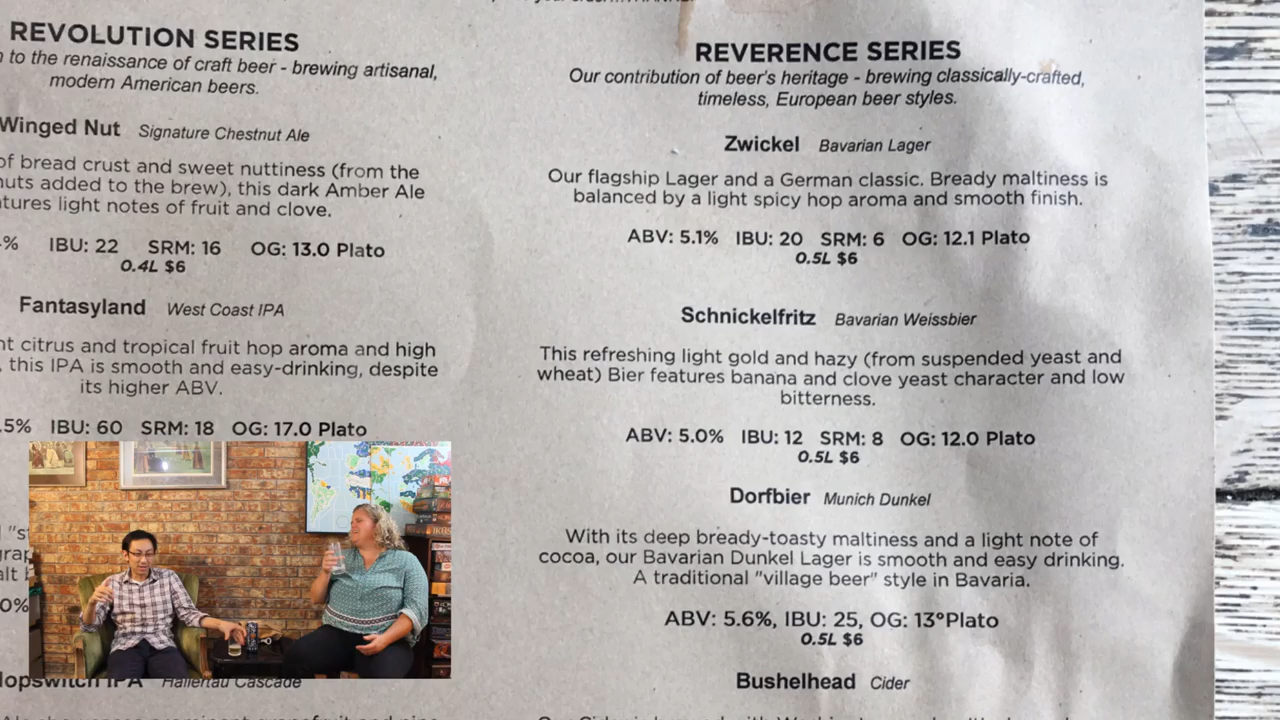 REVOLUTION SERIES
to the renaissance of craft beer - brewing artisanal,
modern American beers.
Winged Nut Signature Chestnut Ale
of bread crust and sweet nuttiness (from the
added to the brew), this dark Amber Ale
light notes of fruit and clove.
% IBU: 22 SRM: 16 OG: 13.0 Plato
0.4L $6
Fantasyland West Coast IPA
citrus and tropical fruit hop aroma and high
, this IPA is smooth and easy-drinking, despite
its higher ABV.
.5% IBU: 60 SRM: 18 OG: 17.0 Plato
0%
IPA Hallertau Cascade
REVERENCE SERIES
Our contribution of beer's heritage - brewing classically-crafted,
timeless, European beer styles.
Zwickel Bavarian Lager
Our flagship Lager and a German classic. Bready maltiness is
balanced by a light spicy hop aroma and smooth finish.
ABV: 5.1% IBU: 20 SRM: 6 OG: 12.1 Plato
0.5L $6
Schnickelfritz Bavarian Weissbier
This refreshing light gold and hazy (from suspended yeast and
wheat) Bier features banana and clove yeast character and low
bitterness.
ABV: 5.0% IBU: 12 SRM: 8 OG: 12.0 Plato
0.5L $6
Dorfbier Munich Dunkel
With its deep bready-toasty maltiness and a light note of
cocoa, our Bavarian Dunkel Lager is smooth and easy drinking.
A traditional "village beer" style in Bavaria.
ABV: 5.6%, IBU: 25, OG: 13°Plato
0.5L $6
Bushelhead Cider